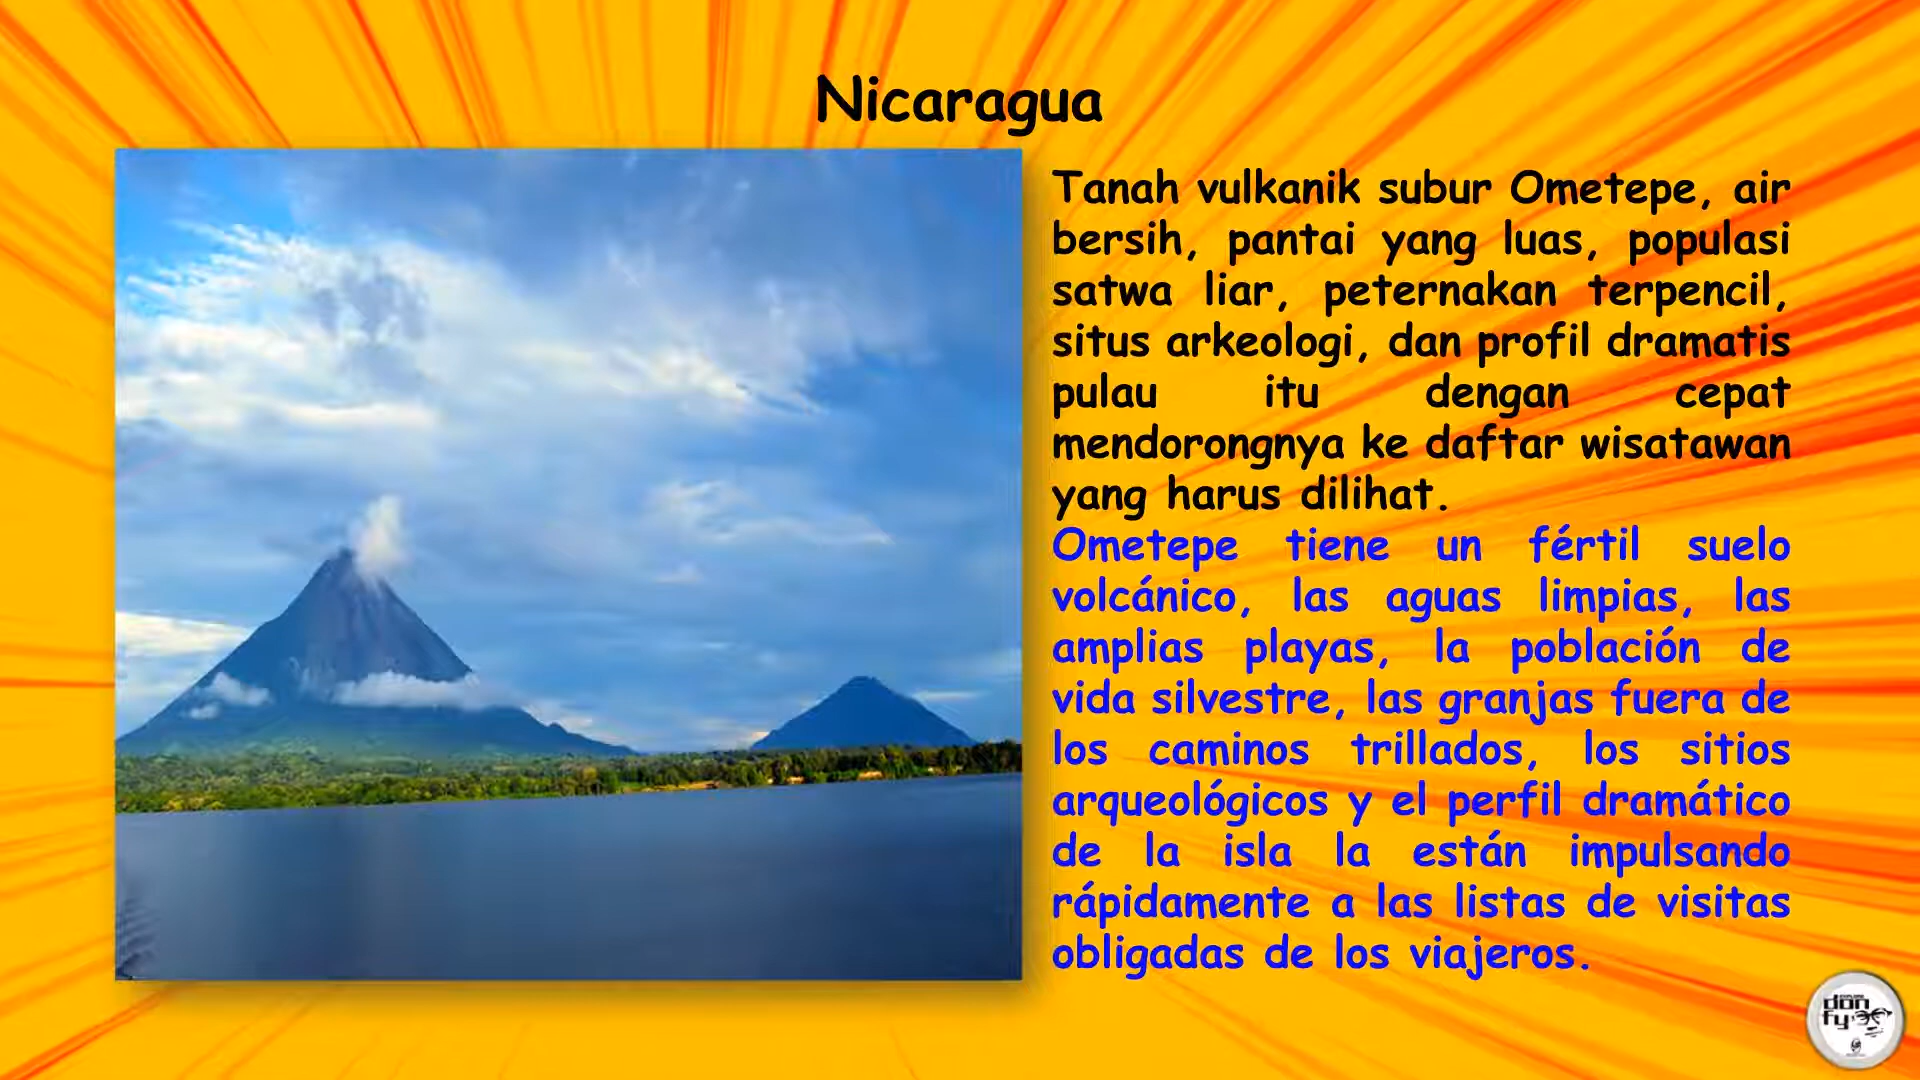 Nicaragua
Tanah vulkanik subur Ometepe, air
bersih, pantai yang luas, populasi
satwa liar, peternakan terpencil,
situs arkeologi, dan profil dramatis
pulau itu dengan cepat
mendorongnya ke daftar wisatawan
yang harus dilihat.
Ometepe tiene un fértil suelo
volcánico, las aguas limpias, las
amplias playas, la población de
vida silvestre, las granjas fuera de
los caminos trillados, los sitios
arqueológicos y el perfil dramático
de la isla la están impulsando
rápidamente a las listas de visitas
obligadas de los viajeros.
don
fy